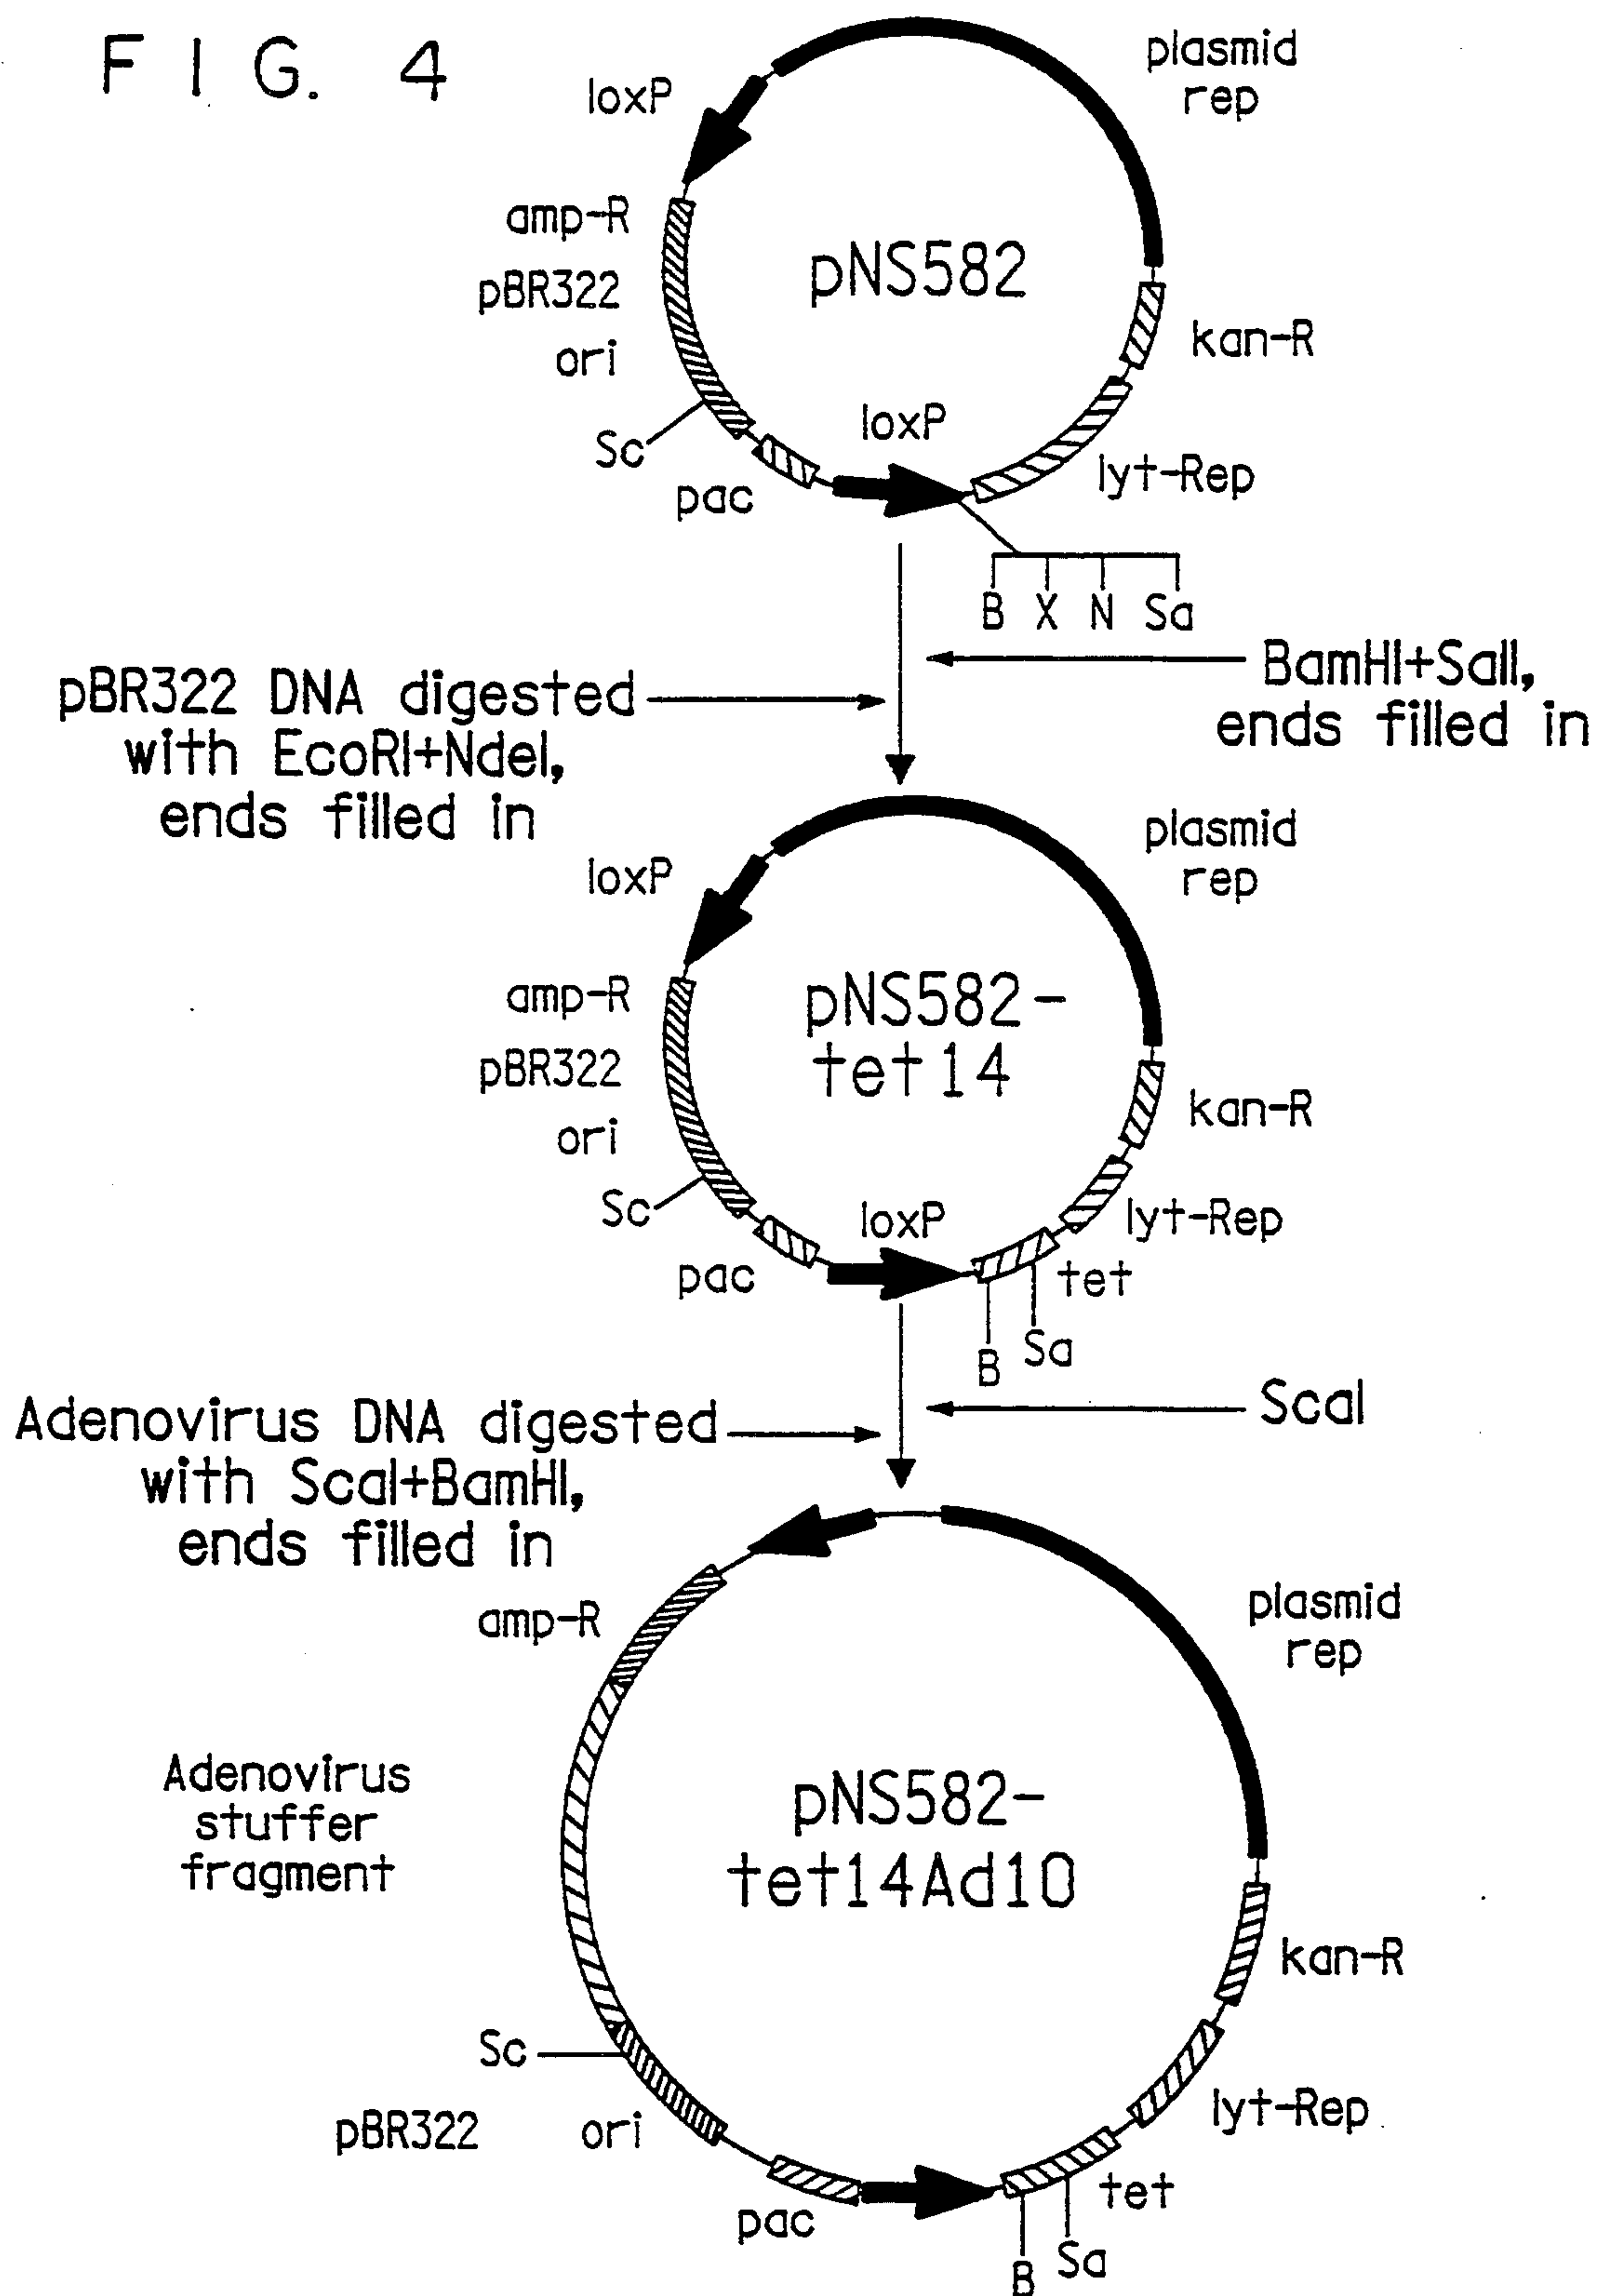 FIG. 4
plasmid
rep
loxP
amp-R
pBR322
ori
pNS582
kan-R
Sc
loxP
lyt-Rep
pac
B X N Sa
BamHI+SalI,
ends filled in
pBR322 DNA digested
with EcoRI+NdeI,
ends filled in
plasmid
rep
loxP
amp-R
pBR322
ori
pNS582-
tet14
kan-R
Sc
loxP
lyt-Rep
pac
tet
B
Sa
ScaI
Adenovirus DNA digested
with ScaI+BamHI,
ends filled in
amp-R
plasmid
rep
Adenovirus
stuffer
fragment
pNS582-
tet14Ad10
kan-R
Sc
pBR322 ori
lyt-Rep
pac
tet
B
Sa